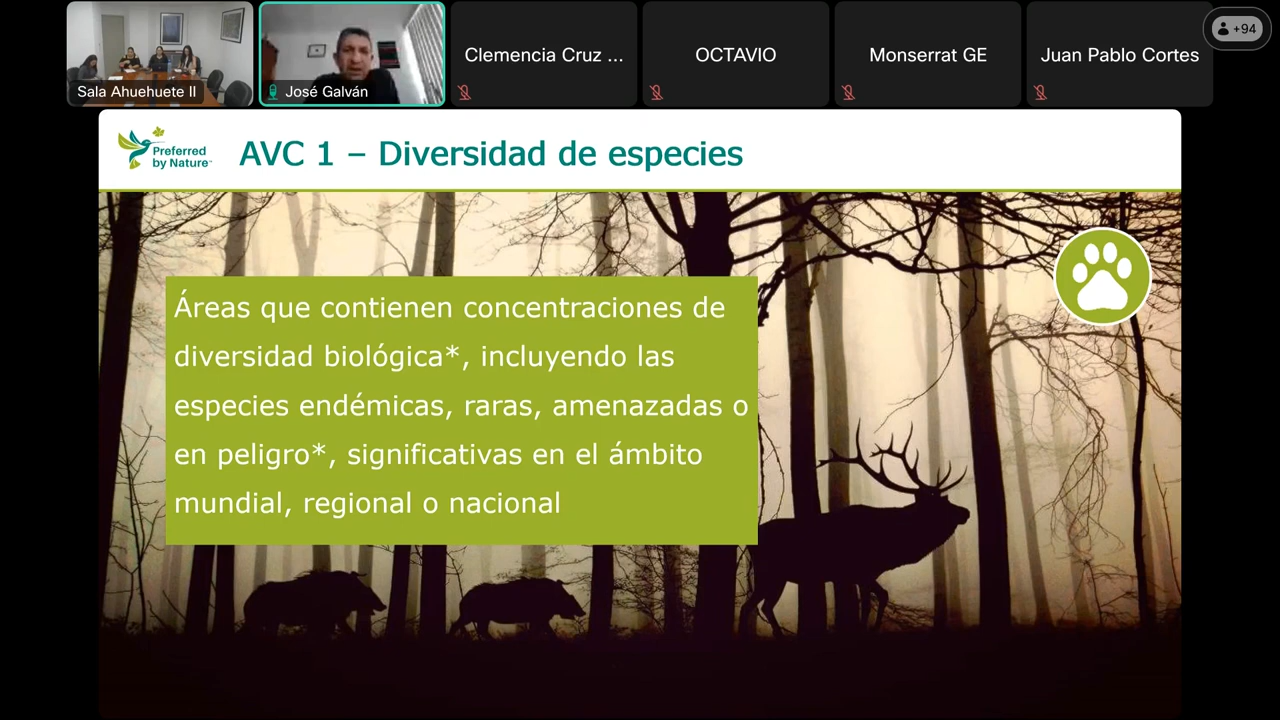 Sala Ahuehuete II
José Galván
Clemencia Cruz ...
OCTAVIO
Monserrat GE
Juan Pablo Cortes
+94
Preferred
by Nature™
AVC 1 – Diversidad de especies
Áreas que contienen concentraciones de
diversidad biológica*, incluyendo las
especies endémicas, raras, amenazadas o
en peligro*, significativas en el ámbito
mundial, regional o nacional